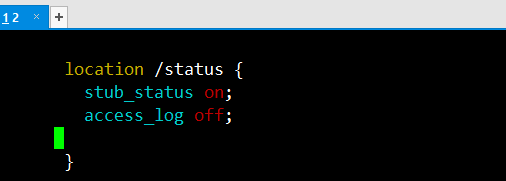 1 2 × +
location /status {
stub_status on;
access_log off;
}